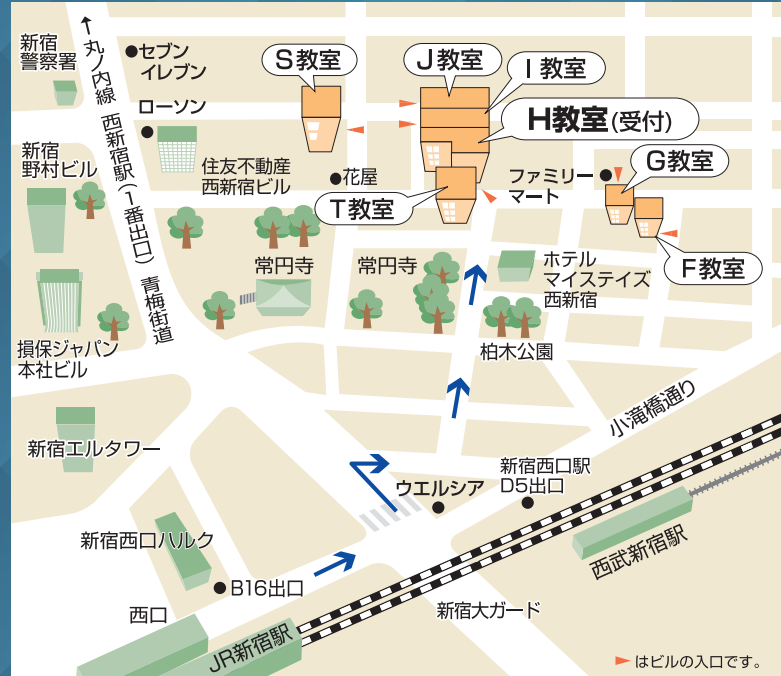 新宿
警察署
↑丸ノ内線 西新宿駅(1番出口) 青梅街道
セブン
イレブン
ローソン
S教室
J教室
I教室
H教室(受付)
新宿
野村ビル
住友不動産
西新宿ビル
花屋
T教室
ファミリー
マート
G教室
F教室
常円寺
常円寺
ホテル
マイステイズ
西新宿
損保ジャパン
本社ビル
柏木公園
小滝橋通り
新宿エルタワー
ウエルシア
新宿西口駅
D5出口
新宿西口ハルク
西武新宿駅
B16出口
西口
新宿大ガード
JR新宿駅
はビルの入口です。